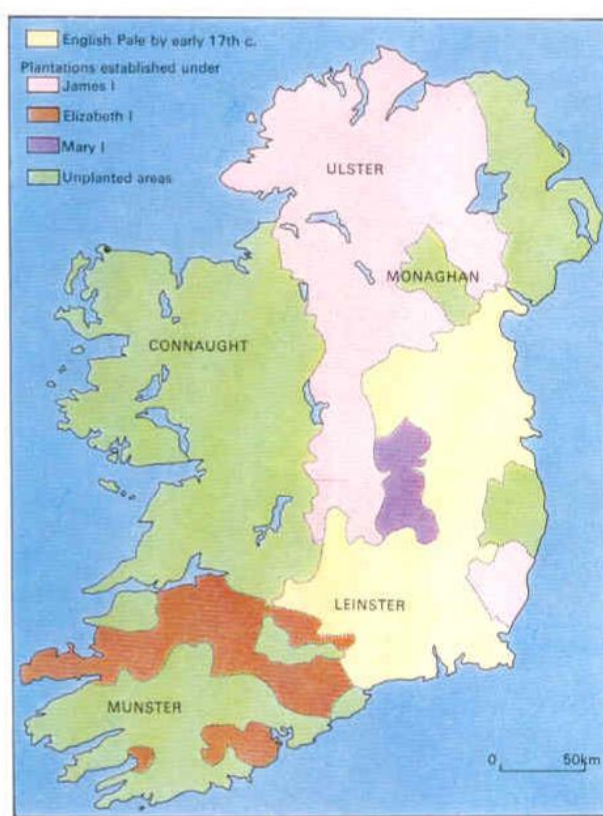 English Pale by early 17th c.
Plantations established under
James I
Elizabeth I
Mary I
Unplanted areas
ULSTER
MONAGHAN
CONNAUGHT
LEINSTER
MUNSTER
0 50km